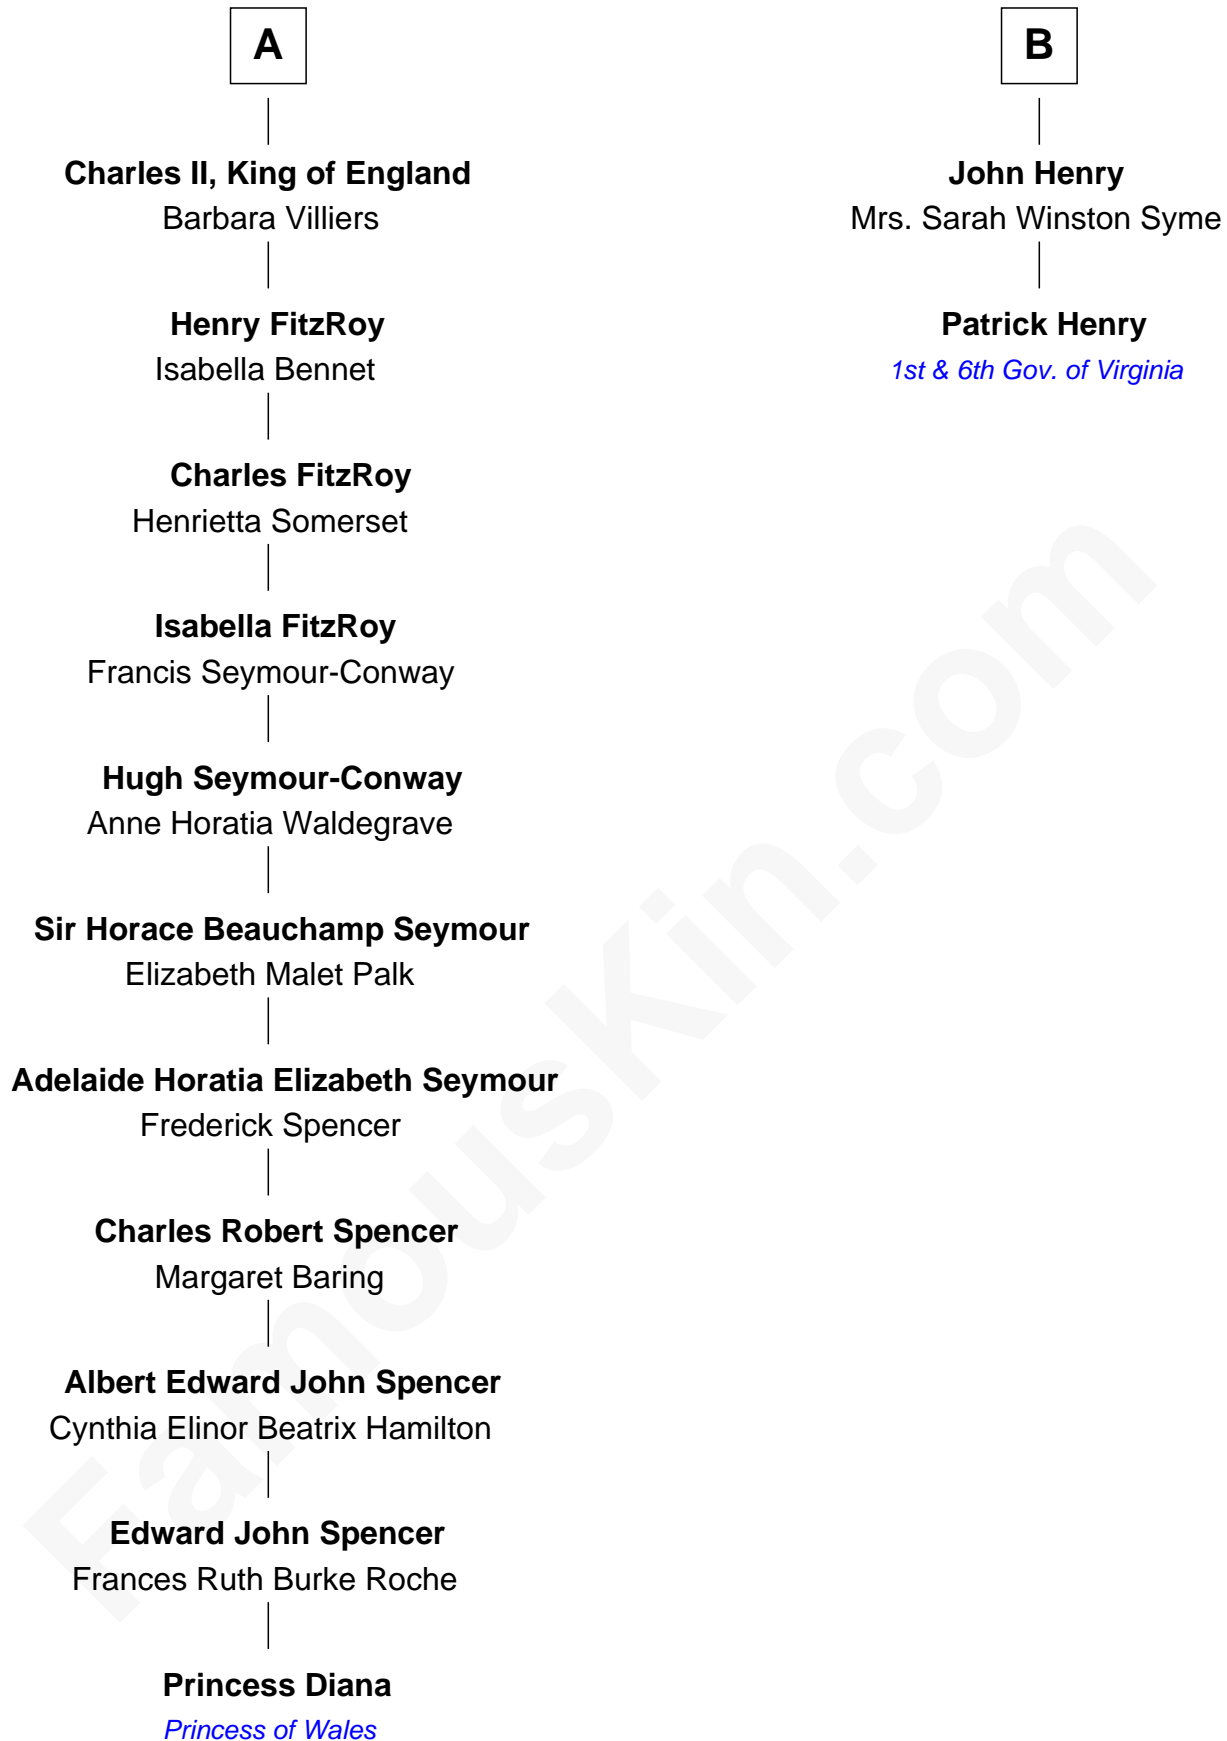 A
Charles II, King of England
Barbara Villiers
Henry FitzRoy
Isabella Bennet
Charles FitzRoy
Henrietta Somerset
Isabella FitzRoy
Francis Seymour-Conway
Hugh Seymour-Conway
Anne Horatia Waldegrave
Sir Horace Beauchamp Seymour
Elizabeth Malet Palk
Adelaide Horatia Elizabeth Seymour
Frederick Spencer
Charles Robert Spencer
Margaret Baring
Albert Edward John Spencer
Cynthia Elinor Beatrix Hamilton
Edward John Spencer
Frances Ruth Burke Roche
Princess Diana
Princess of Wales
B
John Henry
Mrs. Sarah Winston Syme
Patrick Henry
1st & 6th Gov. of Virginia
FamousKin.com